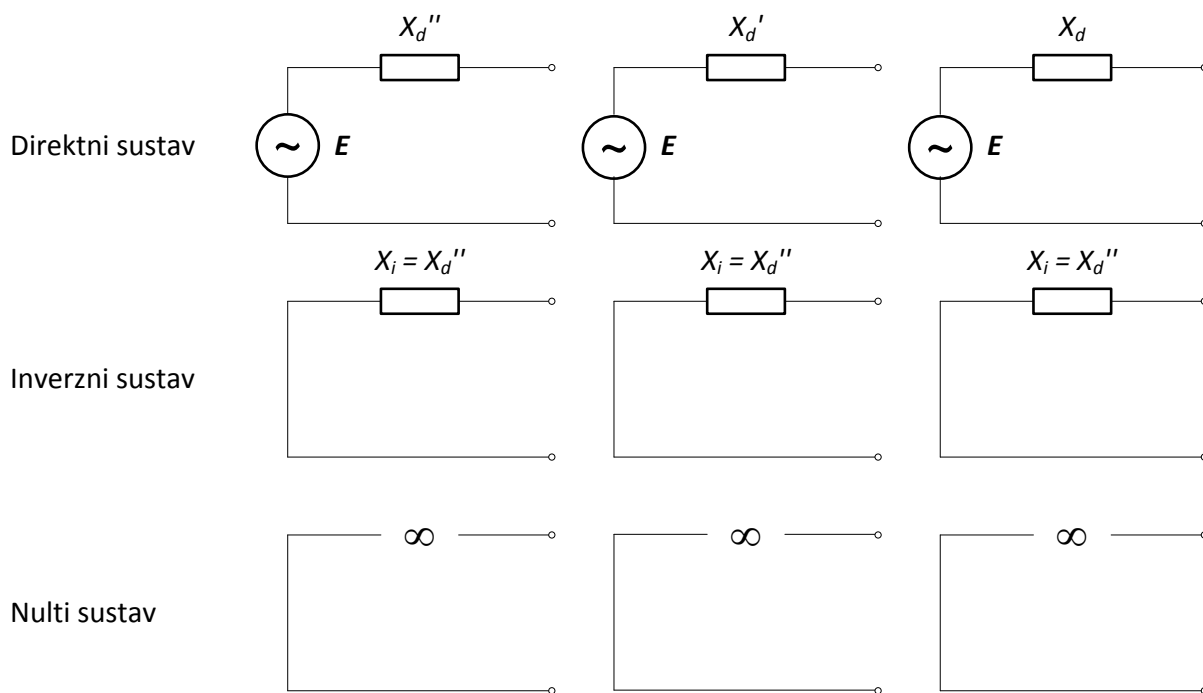 X_d'' X_d' X_d
Direktni sustav ~ E ~ E ~ E
X_i = X_d'' X_i = X_d'' X_i = X_d''
Inverzni sustav
∞ ∞ ∞
Nulti sustav